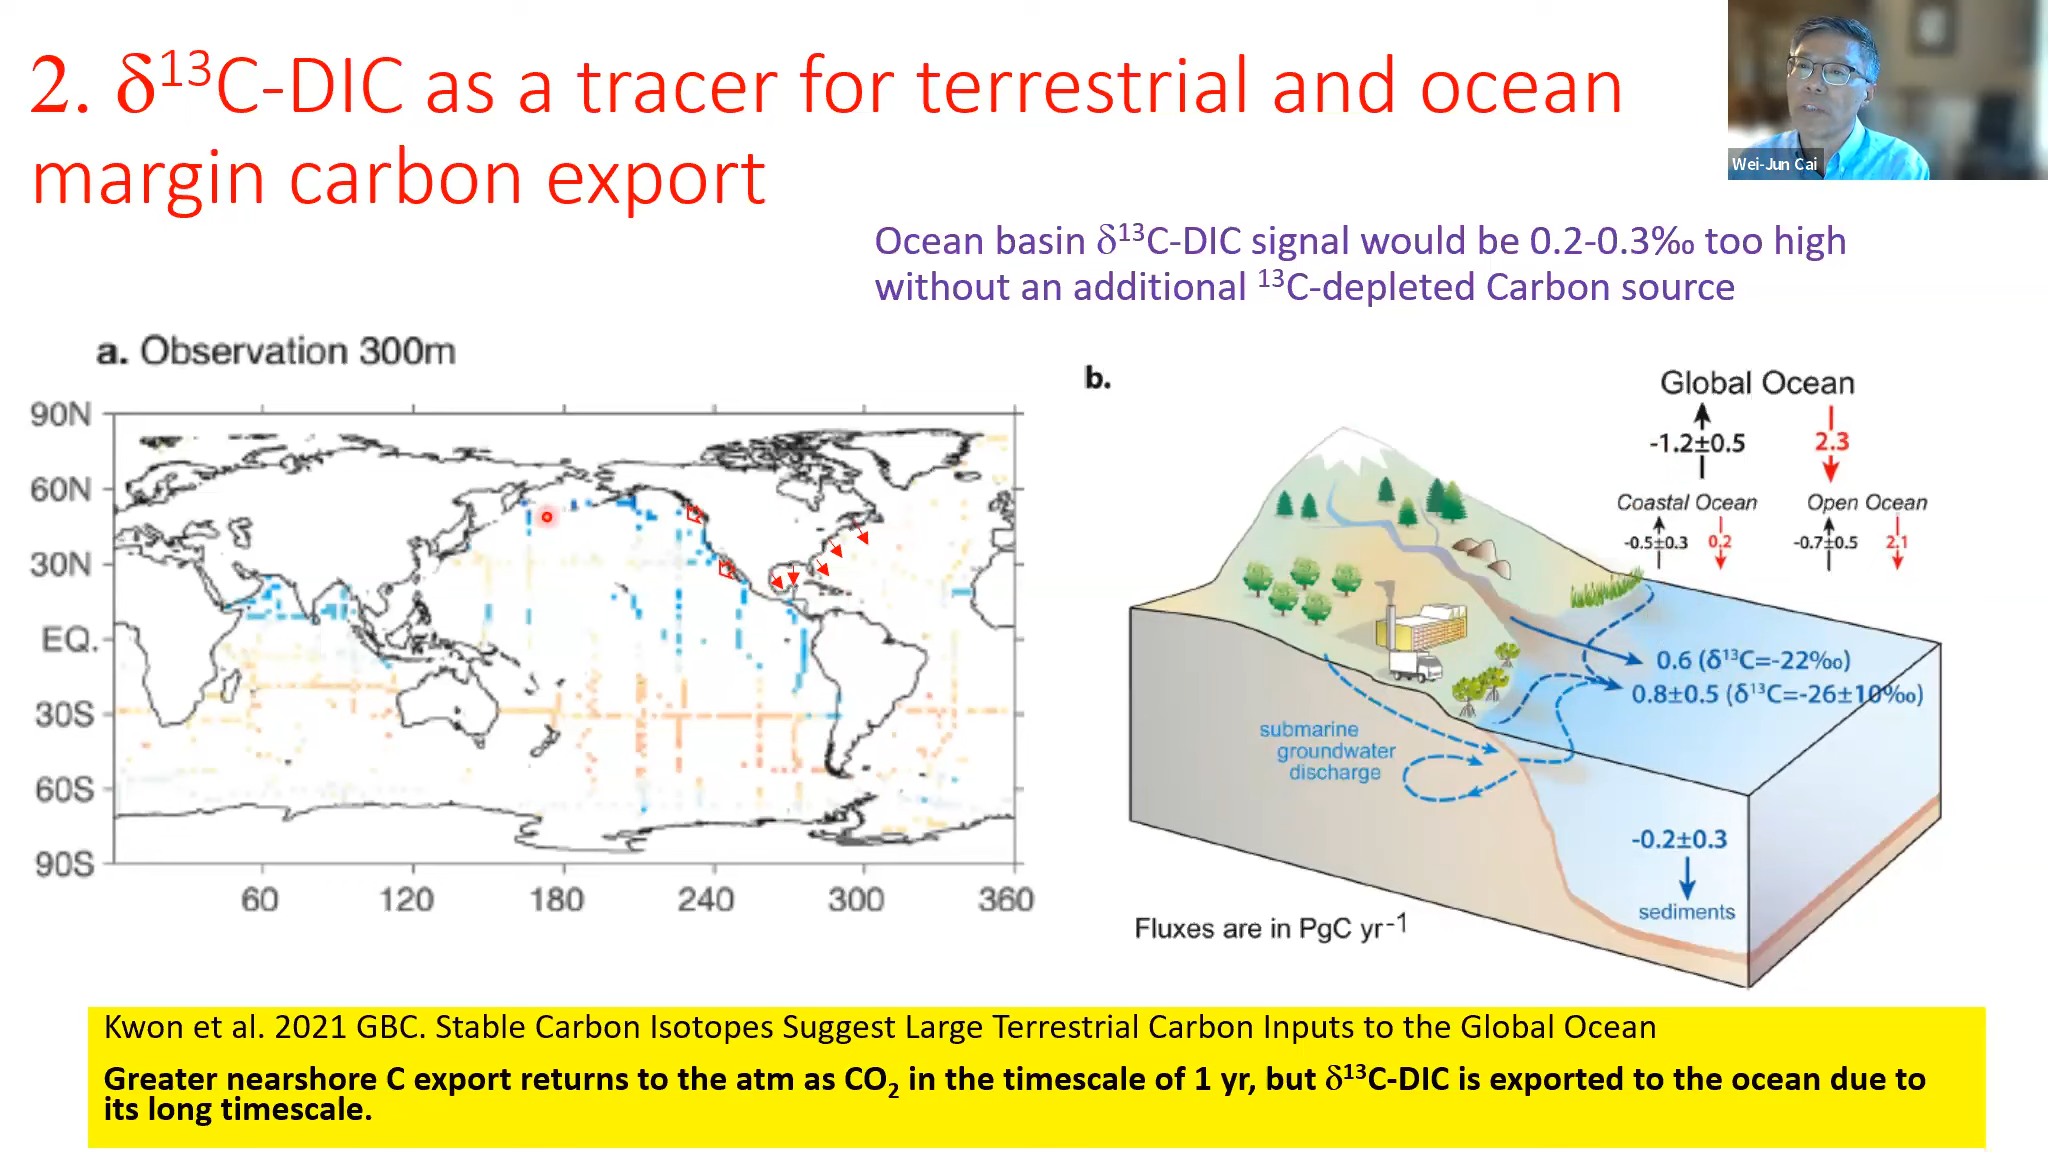 2. δ¹³C-DIC as a tracer for terrestrial and ocean
margin carbon export
Wei-Jun Cai
Ocean basin δ¹³C-DIC signal would be 0.2-0.3‰ too high
without an additional ¹³C-depleted Carbon source
a. Observation 300m
90N
60N
30N
EQ.
30S
60S
90S
60 120 180 240 300 360
b.
Global Ocean
-1.2±0.5 2.3
Coastal Ocean Open Ocean
-0.5±0.3 0.2 -0.7±0.5 2.1
0.6 (δ¹³C=-22‰)
0.8±0.5 (δ¹³C=-26±10‰)
submarine
groundwater
discharge
-0.2±0.3
sediments
Fluxes are in PgC yr⁻¹
Kwon et al. 2021 GBC. Stable Carbon Isotopes Suggest Large Terrestrial Carbon Inputs to the Global Ocean
Greater nearshore C export returns to the atm as CO₂ in the timescale of 1 yr, but δ¹³C-DIC is exported to the ocean due to
its long timescale.